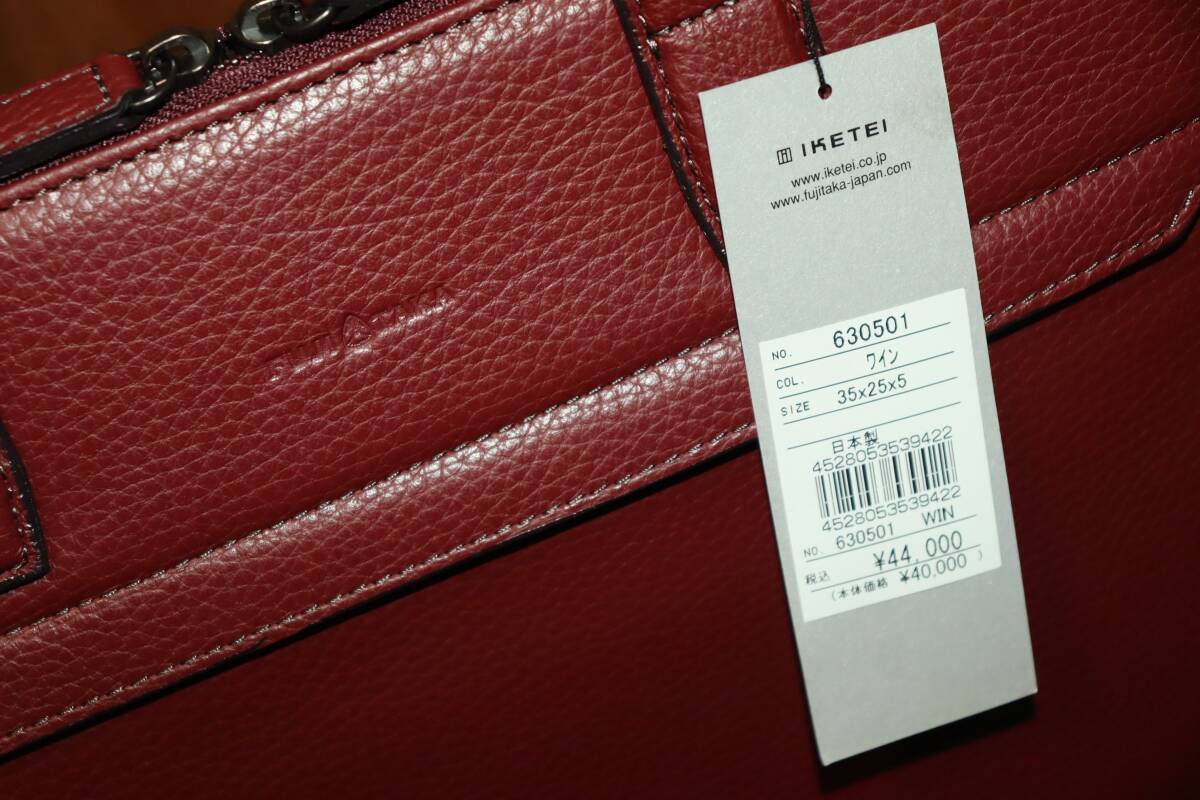 FUJITAKA
IKETEI
www.iketei.co.jp
www.fujitaka-japan.com
NO. 630501
COL. ワイン
SIZE 35x25x5
日本製
4528053539422
4528053539422
NO. 630501 WIN
税込 ¥44,000
(本体価格 ¥40,000 )